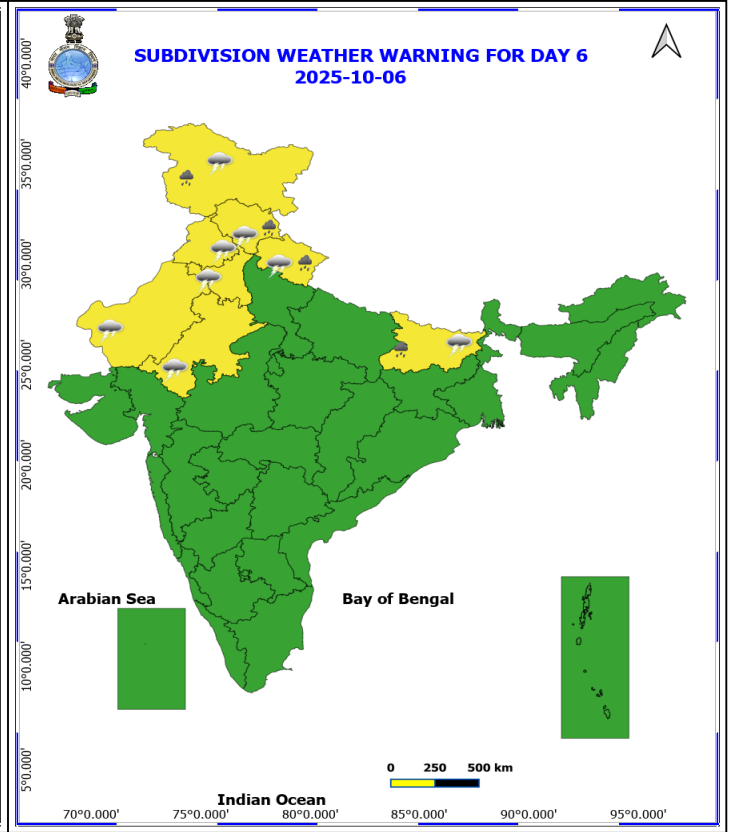 SUBDIVISION WEATHER WARNING FOR DAY 6
2025-10-06
40°0.000'
35°0.000'
30°0.000'
25°0.000'
20°0.000'
15°0.000'
10°0.000'
5°0.000'
Arabian Sea
Bay of Bengal
0 250 500 km
Indian Ocean
70°0.000' 75°0.000' 80°0.000' 85°0.000' 90°0.000' 95°0.000'